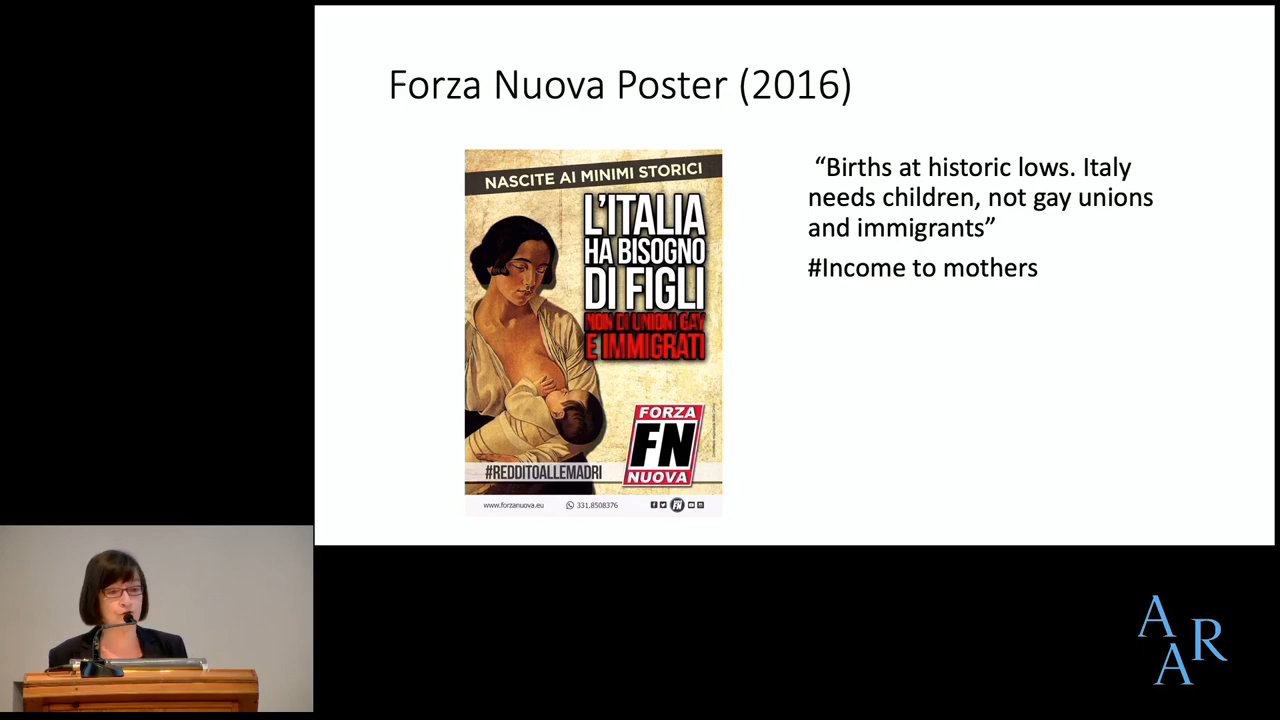 Forza Nuova Poster (2016)
NASCITE AI MINIMI STORICI
L'ITALIA
HA BISOGNO
DI FIGLI
NON DI UNIONI GAY
E IMMIGRATI
FORZA
FN
NUOVA
#REDDITOALLEMADRI
www.forzanuova.eu 331.8508376
“Births at historic lows. Italy
needs children, not gay unions
and immigrants”
#Income to mothers
A
A R